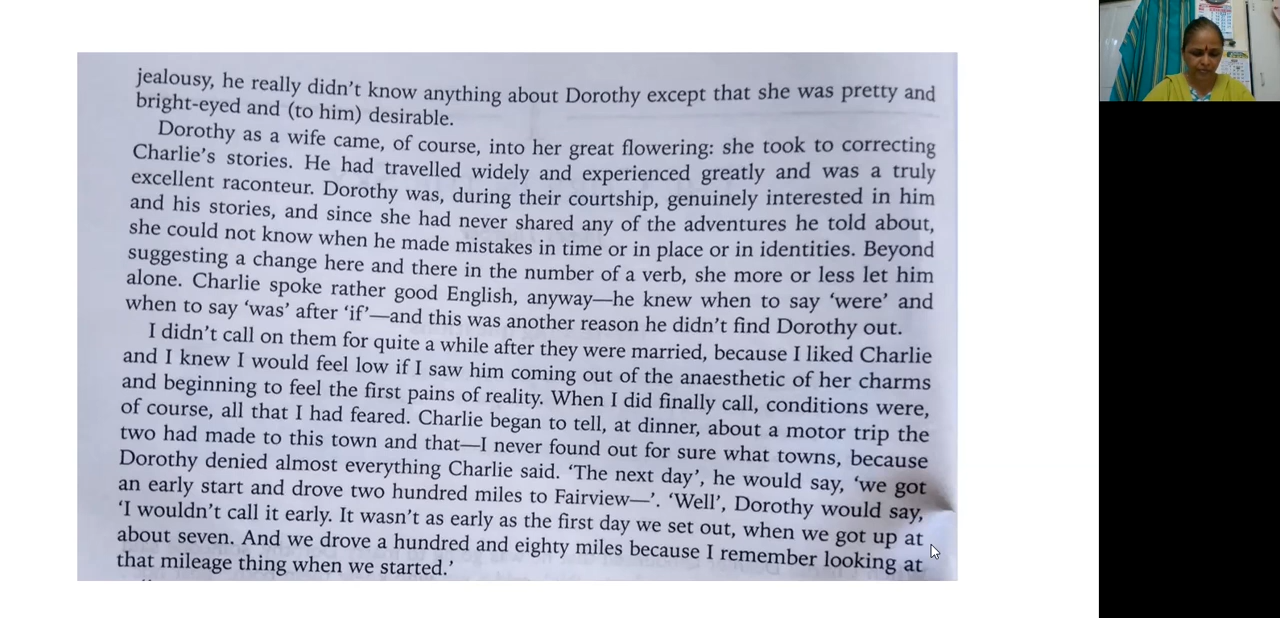 jealousy, he really didn't know anything about Dorothy except that she was pretty and
bright-eyed and (to him) desirable.
Dorothy as a wife came, of course, into her great flowering: she took to correcting
Charlie's stories. He had travelled widely and experienced greatly and was a truly
excellent raconteur. Dorothy was, during their courtship, genuinely interested in him
and his stories, and since she had never shared any of the adventures he told about,
she could not know when he made mistakes in time or in place or in identities. Beyond
suggesting a change here and there in the number of a verb, she more or less let him
alone. Charlie spoke rather good English, anyway—he knew when to say 'were' and
when to say 'was' after 'if'—and this was another reason he didn't find Dorothy out.
I didn't call on them for quite a while after they were married, because I liked Charlie
and I knew I would feel low if I saw him coming out of the anaesthetic of her charms
and beginning to feel the first pains of reality. When I did finally call, conditions were,
of course, all that I had feared. Charlie began to tell, at dinner, about a motor trip the
two had made to this town and that—I never found out for sure what towns, because
Dorothy denied almost everything Charlie said. 'The next day', he would say, 'we got
an early start and drove two hundred miles to Fairview—'. 'Well', Dorothy would say,
'I wouldn't call it early. It wasn't as early as the first day we set out, when we got up at
about seven. And we drove a hundred and eighty miles because I remember looking at
that mileage thing when we started.'